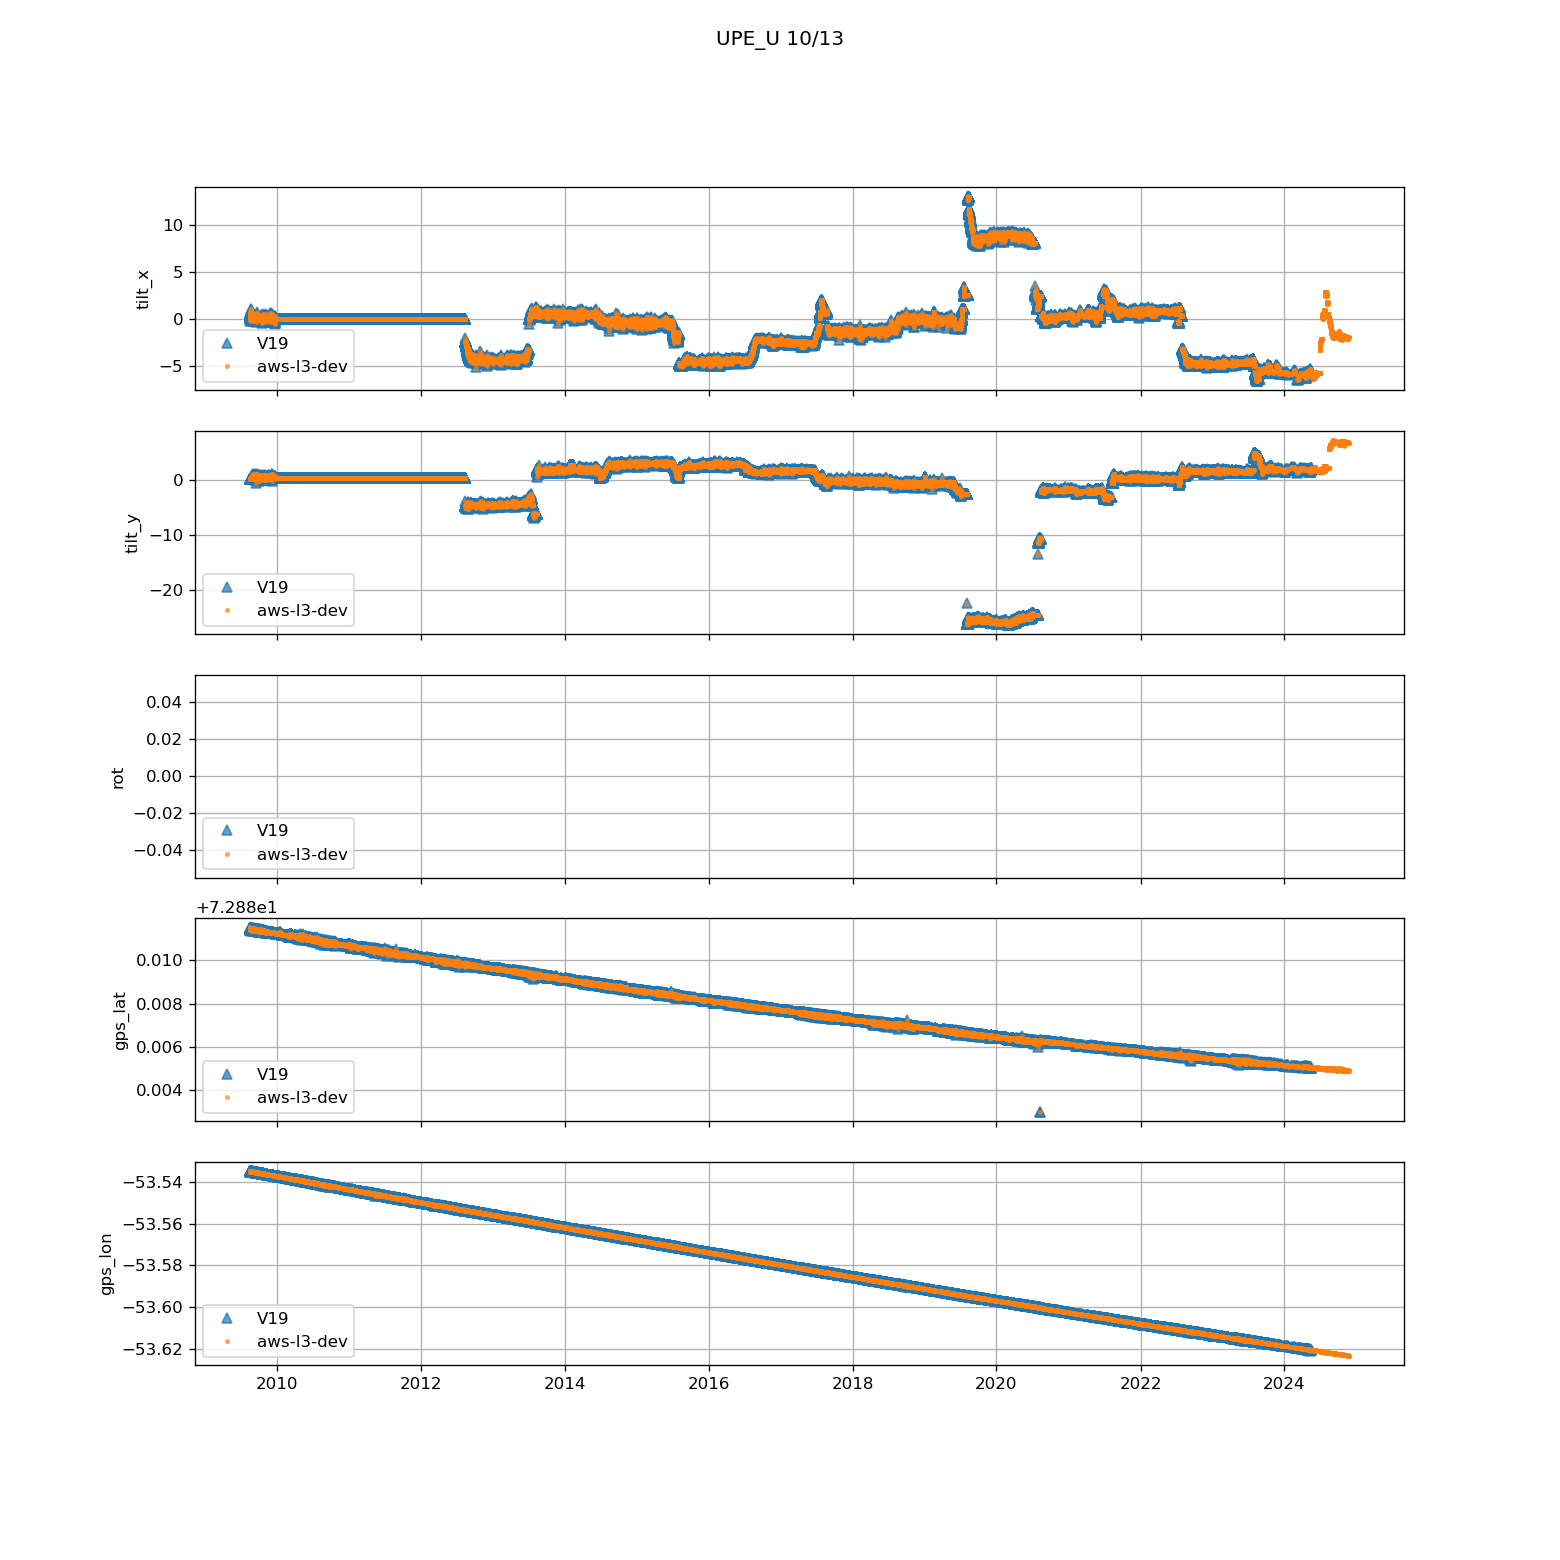 UPE_U 10/13
10
5
0
−5
tilt_x
V19
aws-l3-dev
0
−10
−20
tilt_y
V19
aws-l3-dev
0.04
0.02
0.00
−0.02
−0.04
rot
V19
aws-l3-dev
+7.288e1
0.010
0.008
0.006
0.004
gps_lat
V19
aws-l3-dev
−53.54
−53.56
−53.58
−53.60
−53.62
gps_lon
V19
aws-l3-dev
2010 2012 2014 2016 2018 2020 2022 2024